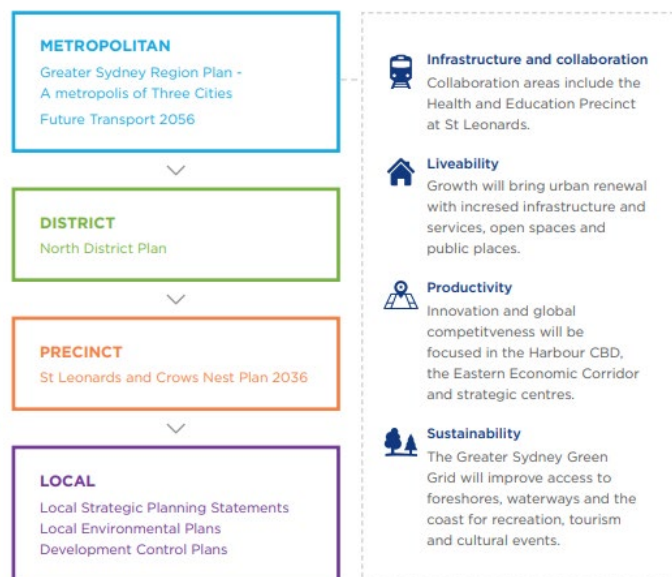 METROPOLITAN
Greater Sydney Region Plan -
A metropolis of Three Cities
Future Transport 2056
DISTRICT
North District Plan
PRECINCT
St Leonards and Crows Nest Plan 2036
LOCAL
Local Strategic Planning Statements
Local Environmental Plans
Development Control Plans
Infrastructure and collaboration
Collaboration areas include the
Health and Education Precinct
at St Leonards.
Liveability
Growth will bring urban renewal
with incresed infrastructure and
services, open spaces and
public places.
Productivity
Innovation and global
competitveness will be
focused in the Harbour CBD,
the Eastern Economic Corridor
and strategic centres.
Sustainability
The Greater Sydney Green
Grid will improve access to
foreshores, waterways and the
coast for recreation, tourism
and cultural events.